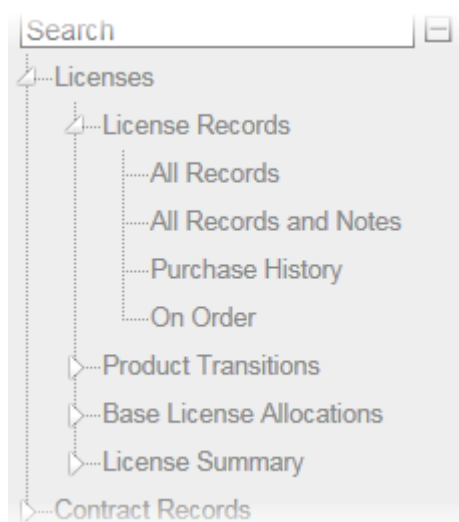 Search
Licenses
License Records
All Records
All Records and Notes
Purchase History
On Order
Product Transitions
Base License Allocations
License Summary
Contract Records